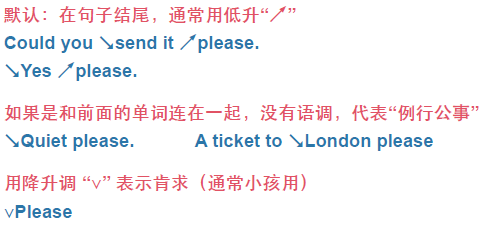 默认：在句子结尾，通常用低升“↗”
Could you ↘send it ↗please.
↘Yes ↗please.
如果是和前面的单词连在一起，没有语调，代表“例行公事”
↘Quiet please. A ticket to ↘London please
用降升调 “∨” 表示肯求（通常小孩用）
∨Please